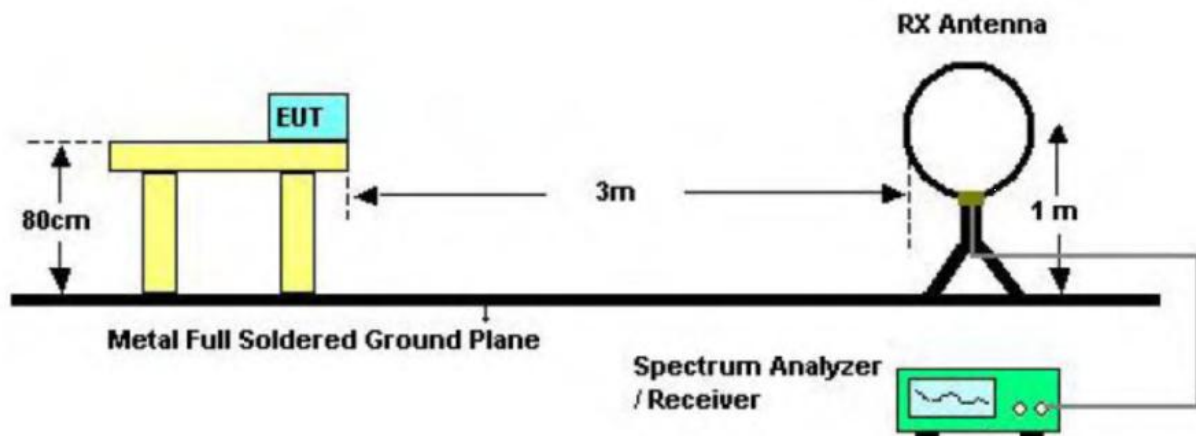 RX Antenna
EUT
80cm
3m
1 m
Metal Full Soldered Ground Plane
Spectrum Analyzer
/ Receiver